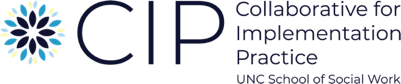 CIP
Collaborative for
Implementation
Practice
UNC School of Social Work